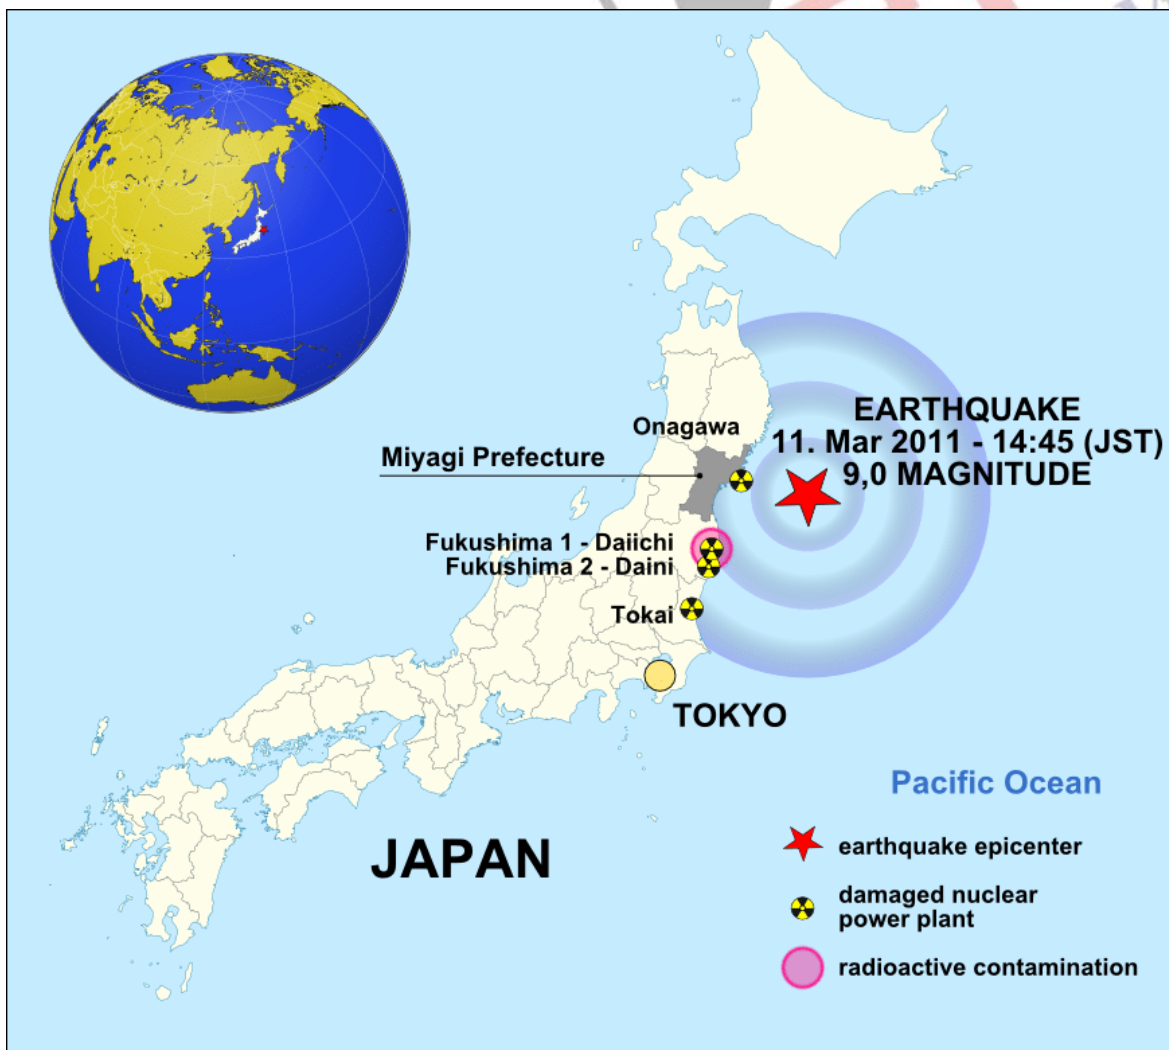 EARTHQUAKE
11. Mar 2011 - 14:45 (JST)
9,0 MAGNITUDE
Onagawa
Miyagi Prefecture
Fukushima 1 - Daiichi
Fukushima 2 - Daini
Tokai
TOKYO
Pacific Ocean
JAPAN
earthquake epicenter
damaged nuclear
power plant
radioactive contamination